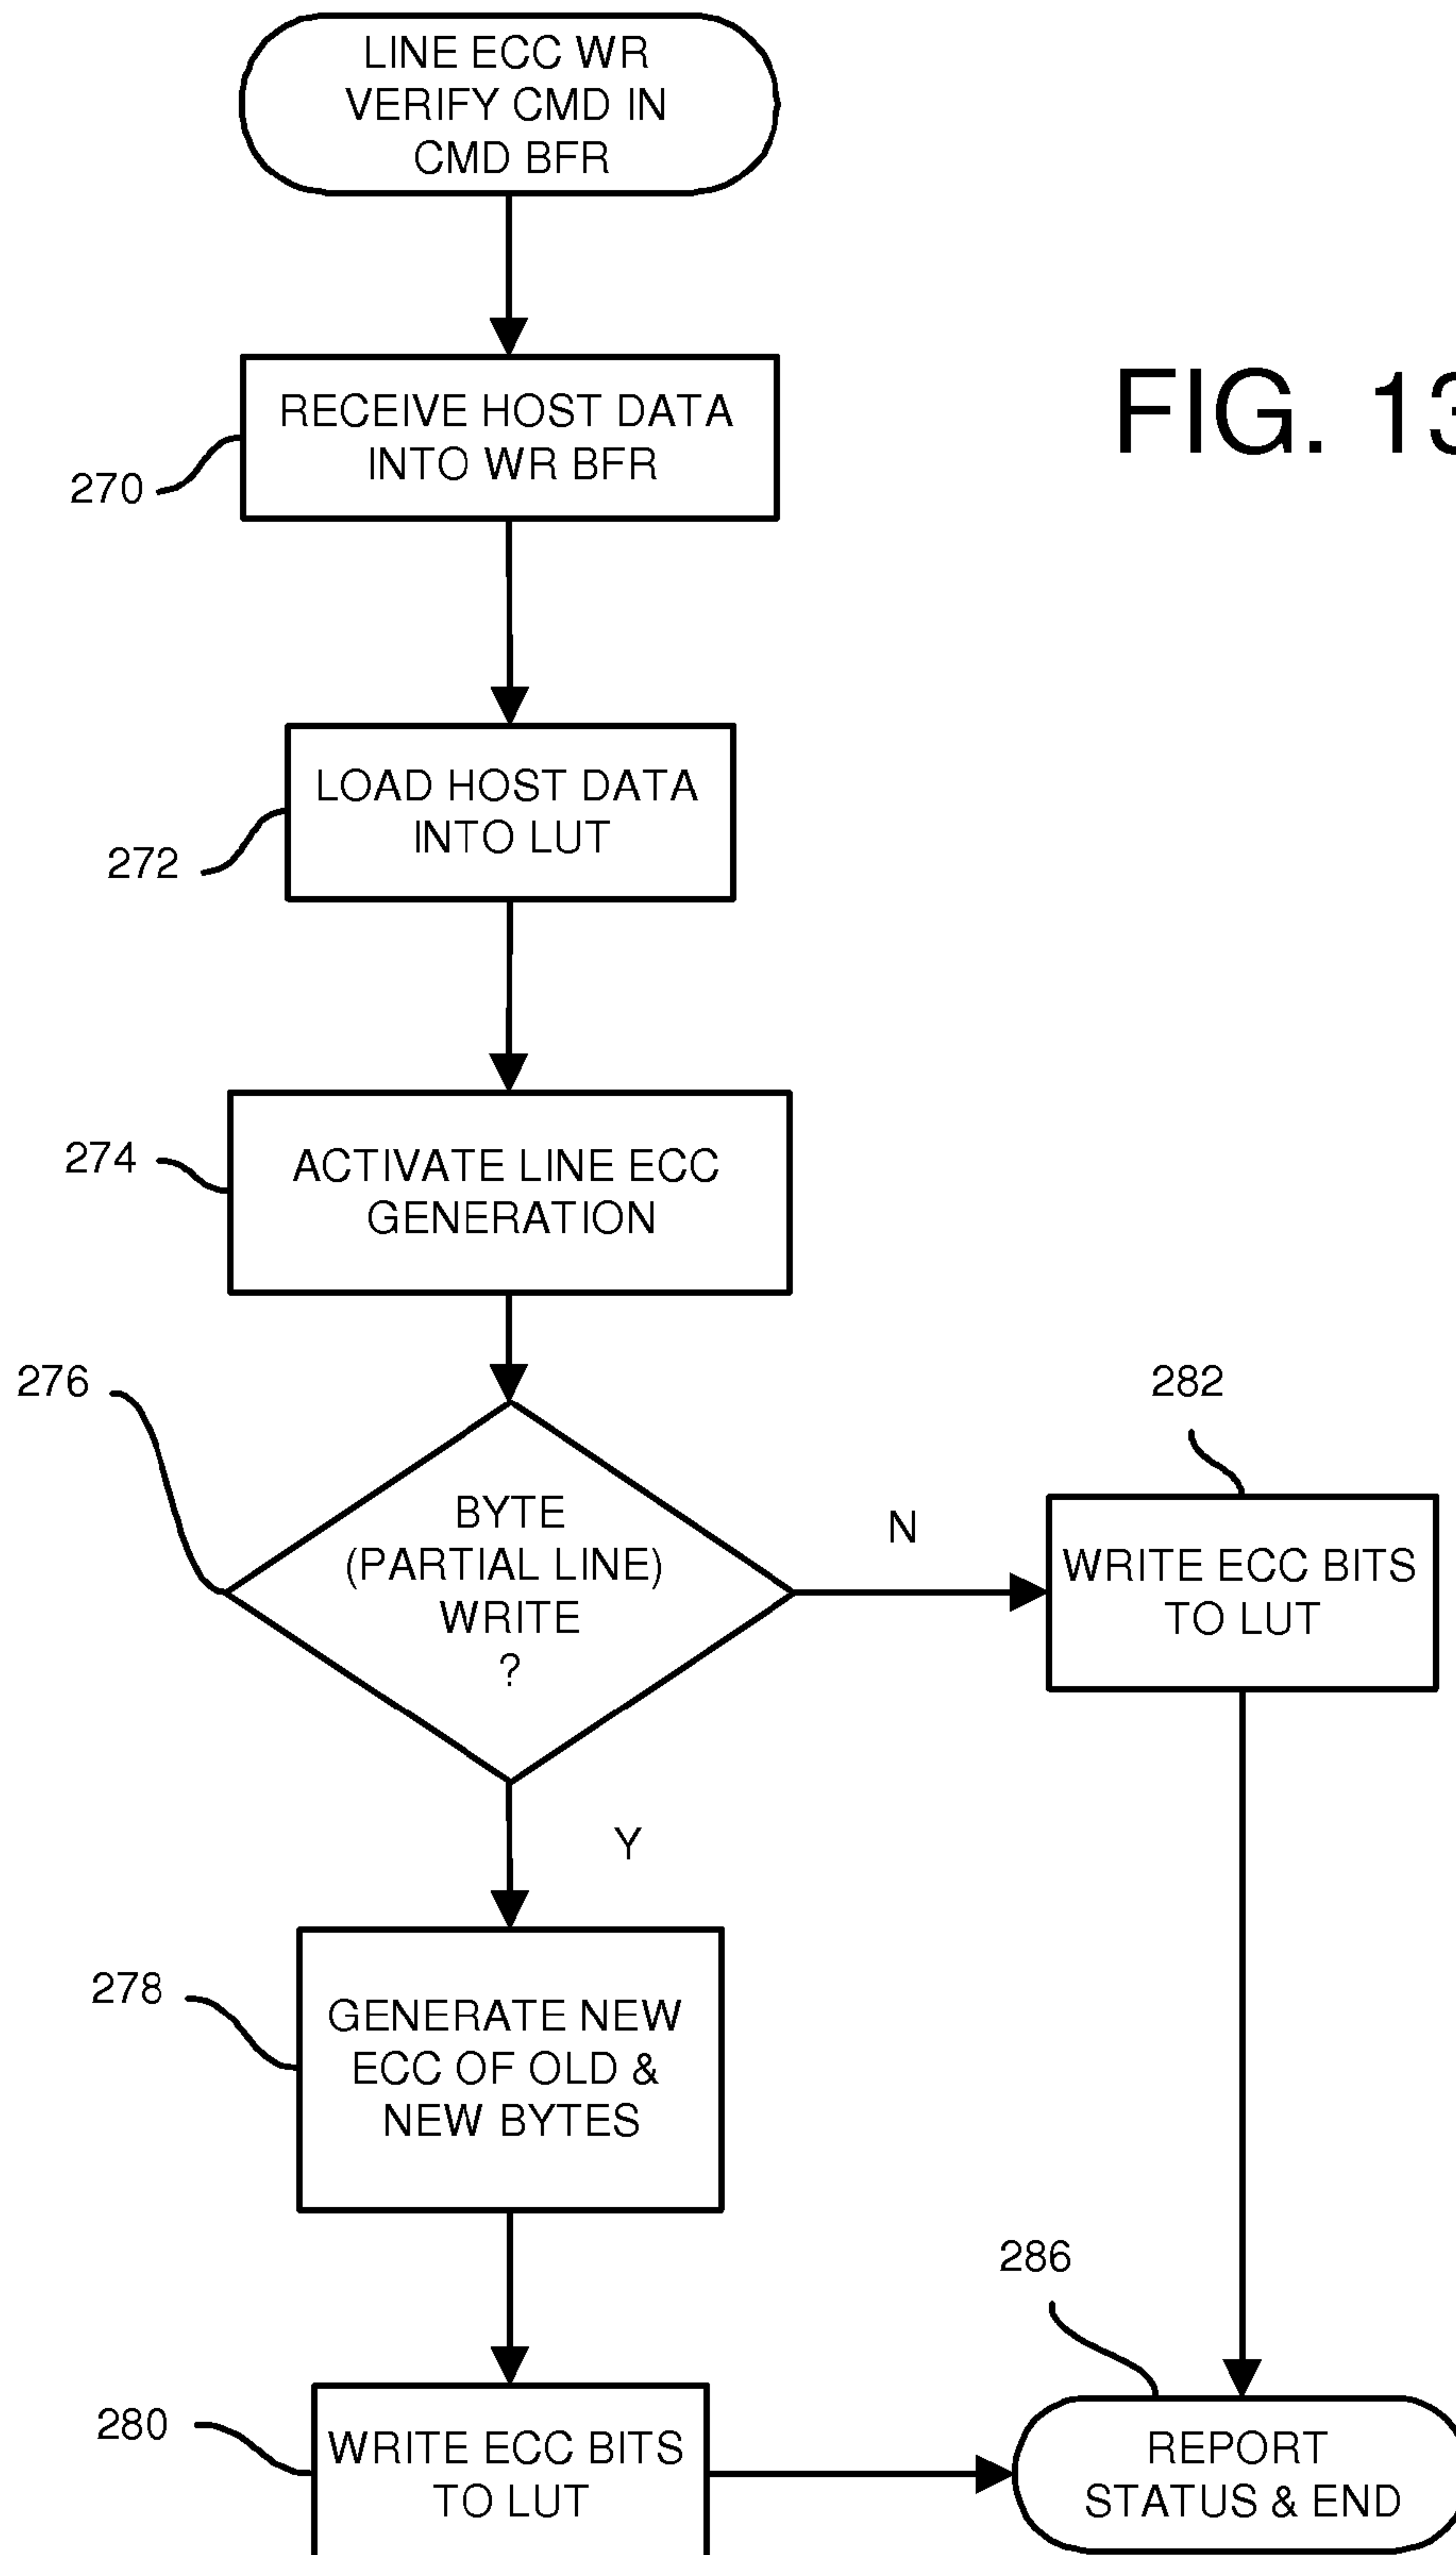 LINE ECC WR
VERIFY CMD IN
CMD BFR
RECEIVE HOST DATA
INTO WR BFR
270
FIG. 13
LOAD HOST DATA
INTO LUT
272
274
ACTIVATE LINE ECC
GENERATION
276
BYTE
(PARTIAL LINE)
WRITE
?
N
282
WRITE ECC BITS
TO LUT
Y
278
GENERATE NEW
ECC OF OLD &
NEW BYTES
280
WRITE ECC BITS
TO LUT
286
REPORT
STATUS & END